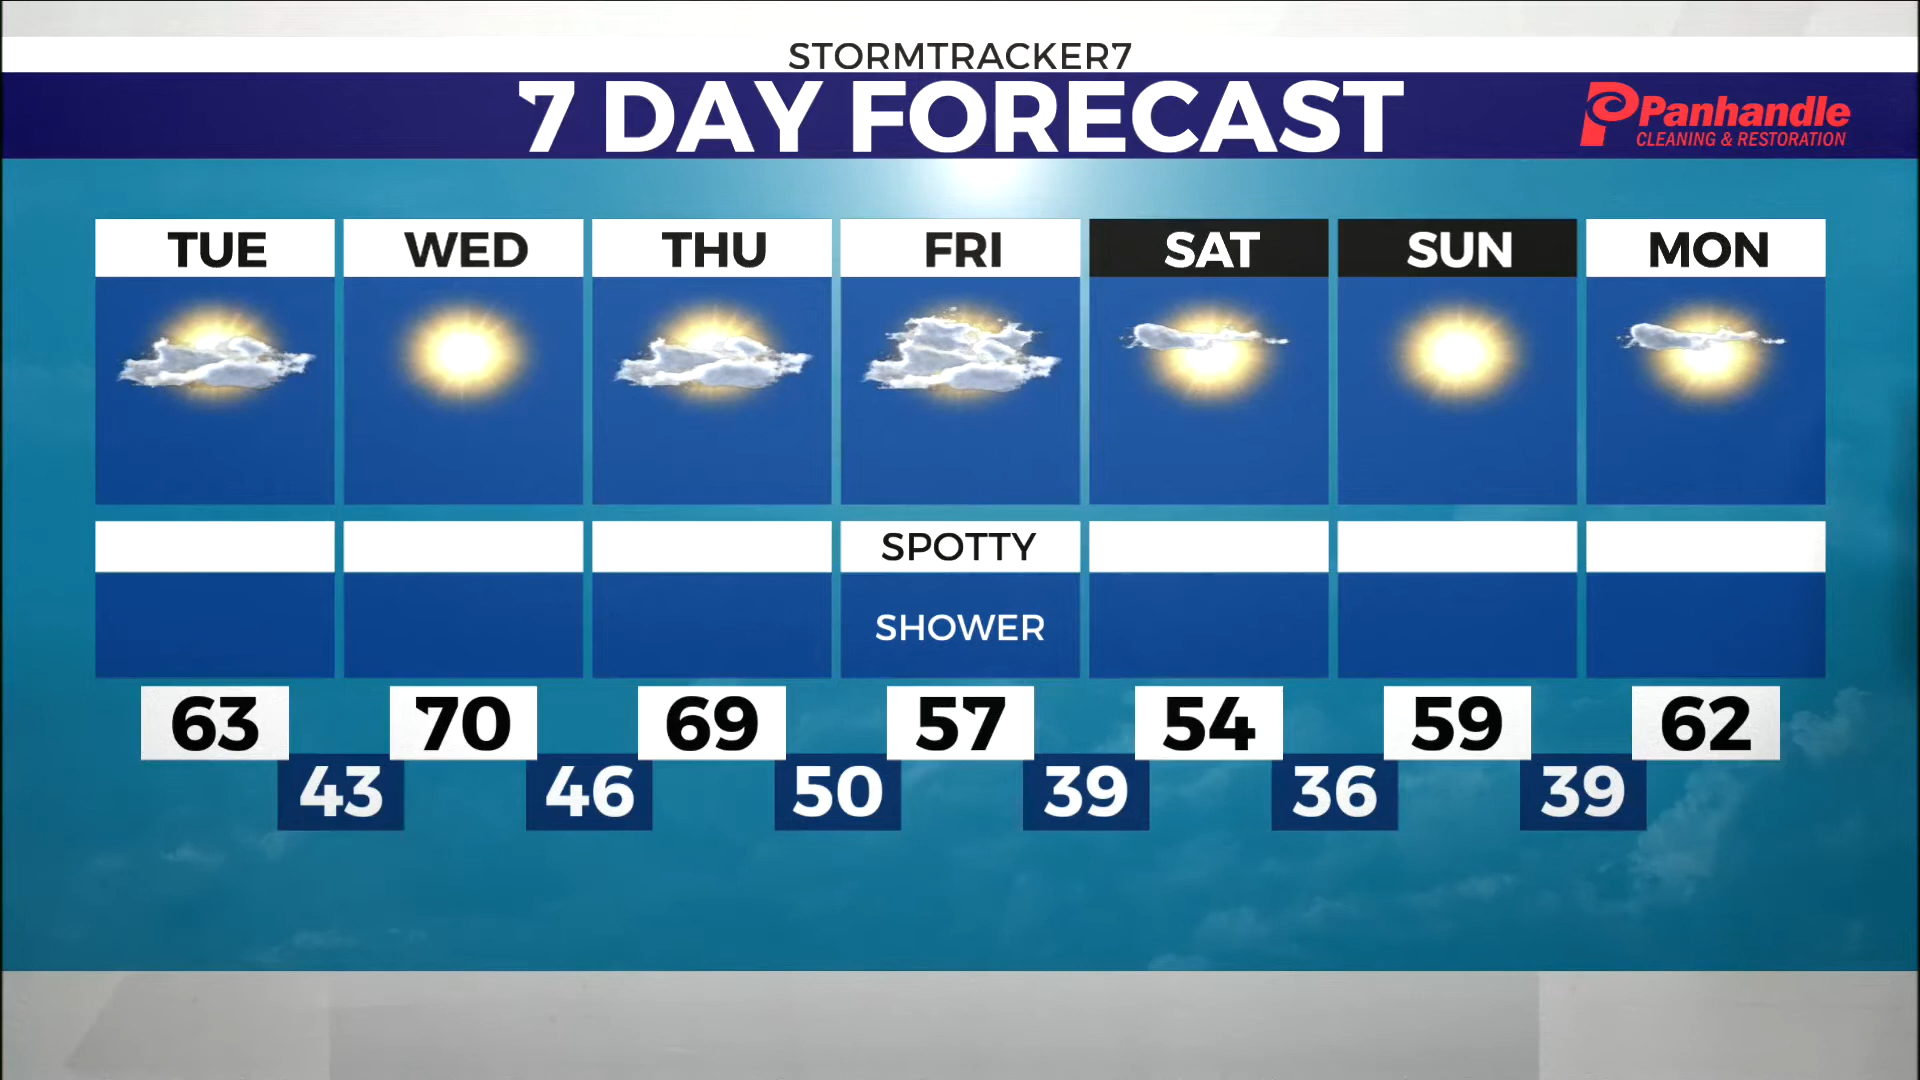 STORMTRACKER7
7 DAY FORECAST
Panhandle
CLEANING & RESTORATION
TUE WED THU FRI SAT SUN MON
SPOTTY
SHOWER
63 70 69 57 54 59 62
43 46 50 39 36 39